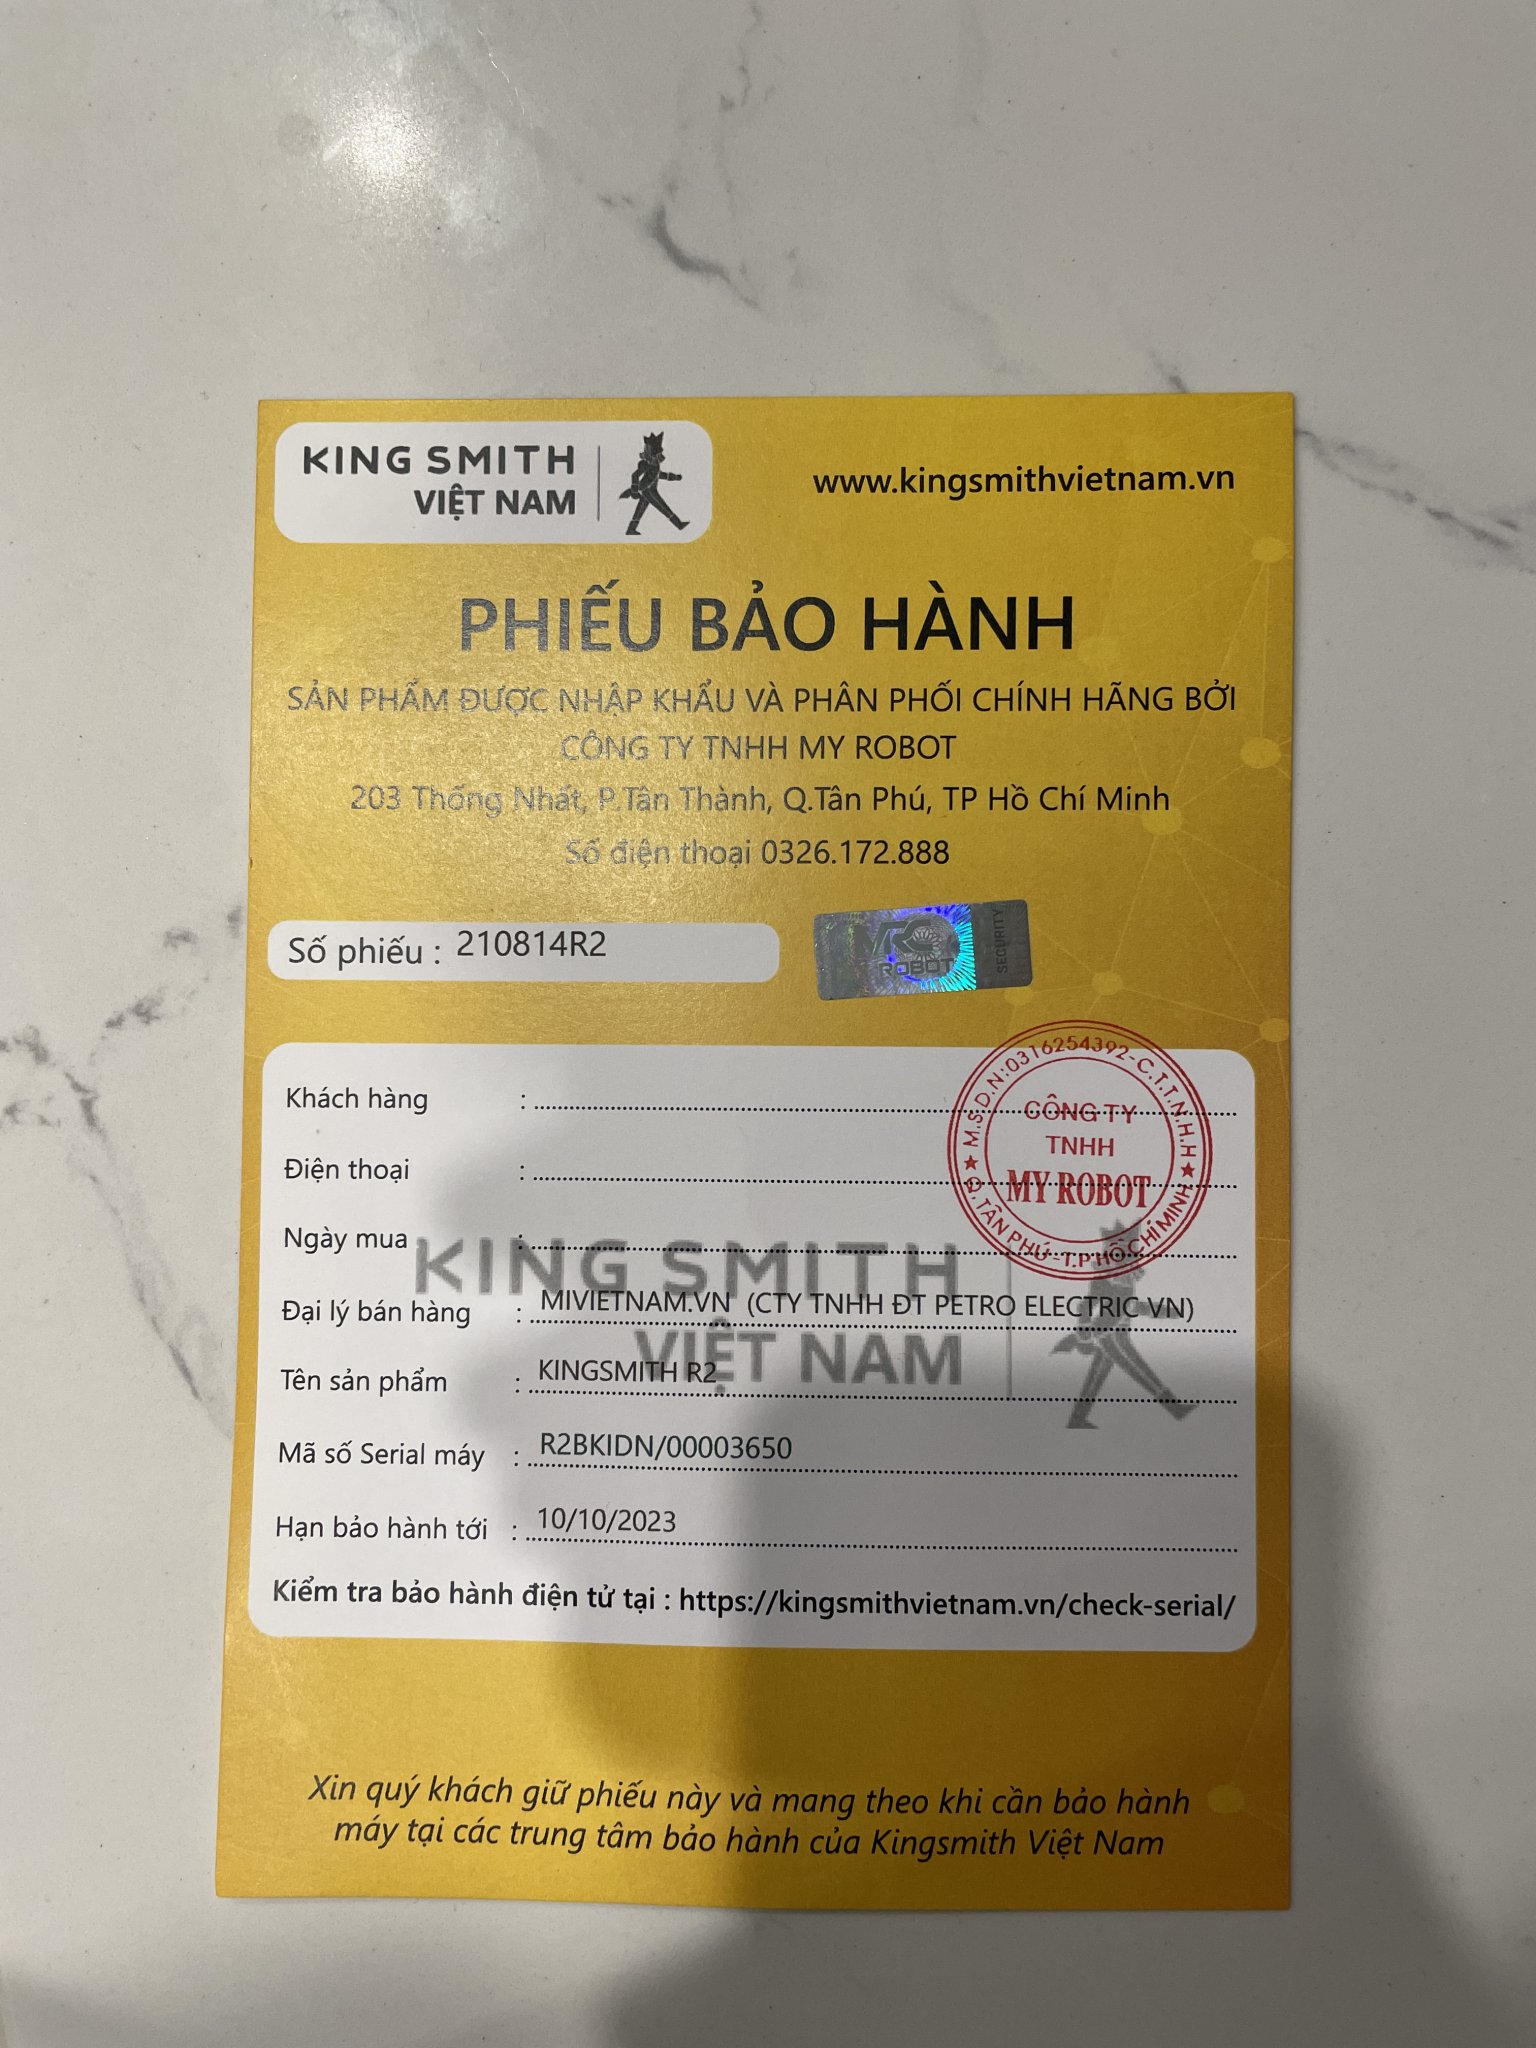 KING SMITH
VIỆT NAM
www.kingsmithvietnam.vn
PHIẾU BẢO HÀNH
SẢN PHẨM ĐƯỢC NHẬP KHẨU VÀ PHÂN PHỐI CHÍNH HÃNG BỞI
CÔNG TY TNHH MY ROBOT
203 Thống Nhất, P.Tân Thành, Q.Tân Phú, TP Hồ Chí Minh
Số điện thoại 0326.172.888
Số phiếu : 210814R2
ROBOT
SECURITY
M.S.D.N:0316254392-C.T.T.N.H.H
CÔNG TY
TNHH
MY ROBOT
Q.TÂN PHÚ-T.P HỒ CHÍ MINH
Khách hàng :
Điện thoại :
Ngày mua :
KING SMITH
VIỆT NAM
Đại lý bán hàng : MIVIETNAM.VN (CTY TNHH ĐT PETRO ELECTRIC VN)
Tên sản phẩm : KINGSMITH R2
Mã số Serial máy : R2BKIDN/00003650
Hạn bảo hành tới : 10/10/2023
Kiểm tra bảo hành điện tử tại : https://kingsmithvietnam.vn/check-serial/
Xin quý khách giữ phiếu này và mang theo khi cần bảo hành
máy tại các trung tâm bảo hành của Kingsmith Việt Nam